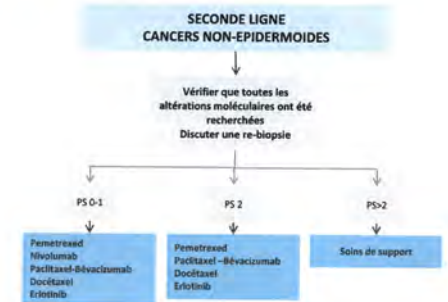 SECONDE LIGNE
CANCERS NON-EPIDERMOIDES
Vérifier que toutes les
altérations moléculaires ont été
recherchées
Discuter une re-biopsie
PS 0-1
PS 2
PS>2
Pemetrexed
Nivolumab
Paclitaxel-Bévacizumab
Docétaxel
Erlotinib
Pemetrexed
Paclitaxel –Bévacizumab
Docétaxel
Erlotinib
Soins de support